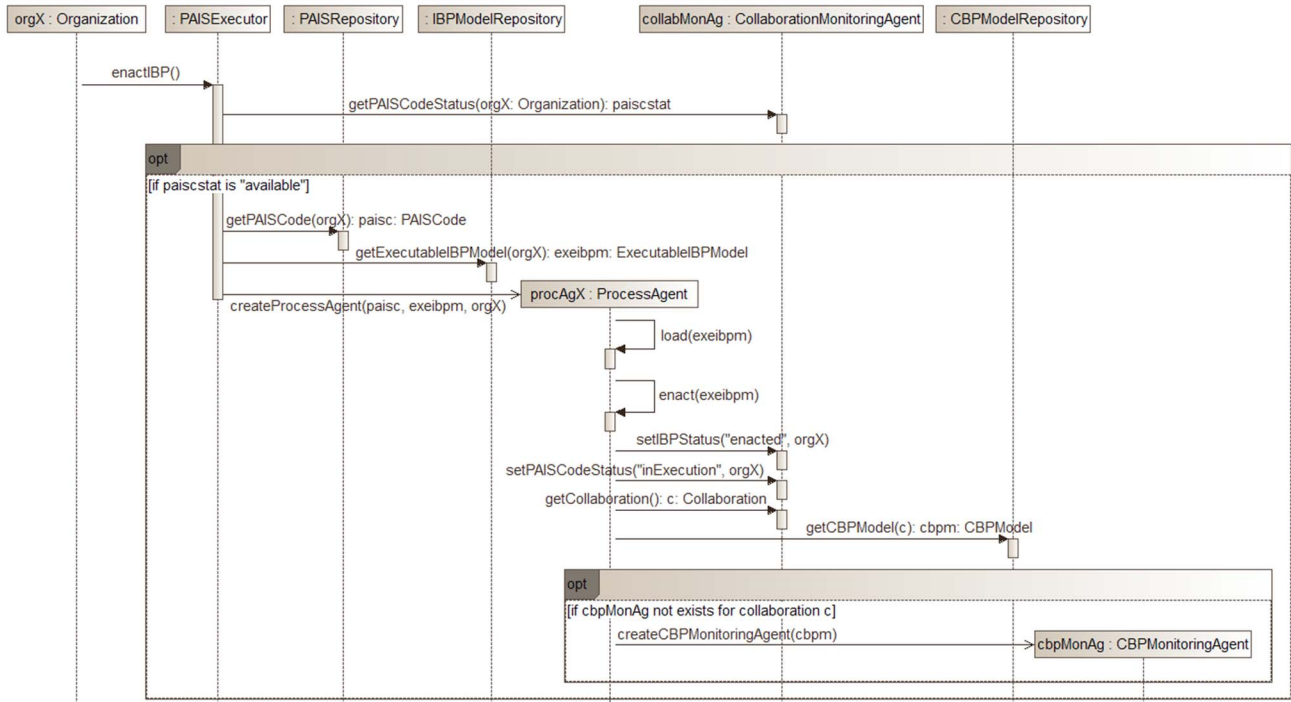 orgX : Organization
: PAISExecutor
: PAISRepository
: IBPModelRepository
collabMonAg : CollaborationMonitoringAgent
: CBPModelRepository
enactIBP()
getPAISCodeStatus(orgX: Organization): paiscstat
opt
[if paiscstat is "available"]
getPAISCode(orgX): paisc: PAISCode
getExecutableIBPModel(orgX): exeibpm: ExecutableIBPModel
procAgX : ProcessAgent
createProcessAgent(paisc, exeibpm, orgX)
load(exeibpm)
enact(exeibpm)
setIBPStatus("enacted", orgX)
setPAISCodeStatus("inExecution", orgX)
getCollaboration(): c: Collaboration
getCBPModel(c): cbpm: CBPModel
opt
[if cbpMonAg not exists for collaboration c]
createCBPMonitoringAgent(cbpm)
cbpMonAg : CBPMonitoringAgent